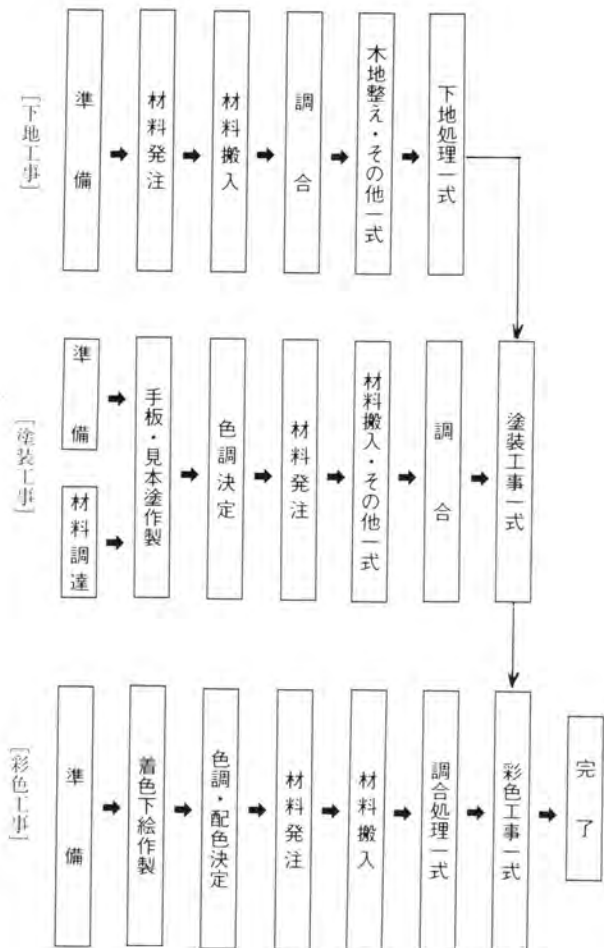 ［下地工事］
準備
材料発注
材料搬入
調合
木地整え・その他一式
下地処理一式
［塗装工事］
準備
材料調達
手板・見本塗作製
色調決定
材料発注
材料搬入・その他一式
調合
塗装工事一式
［彩色工事］
準備
着色下絵作製
色調・配色決定
材料発注
材料搬入
調合処理一式
彩色工事一式
完了